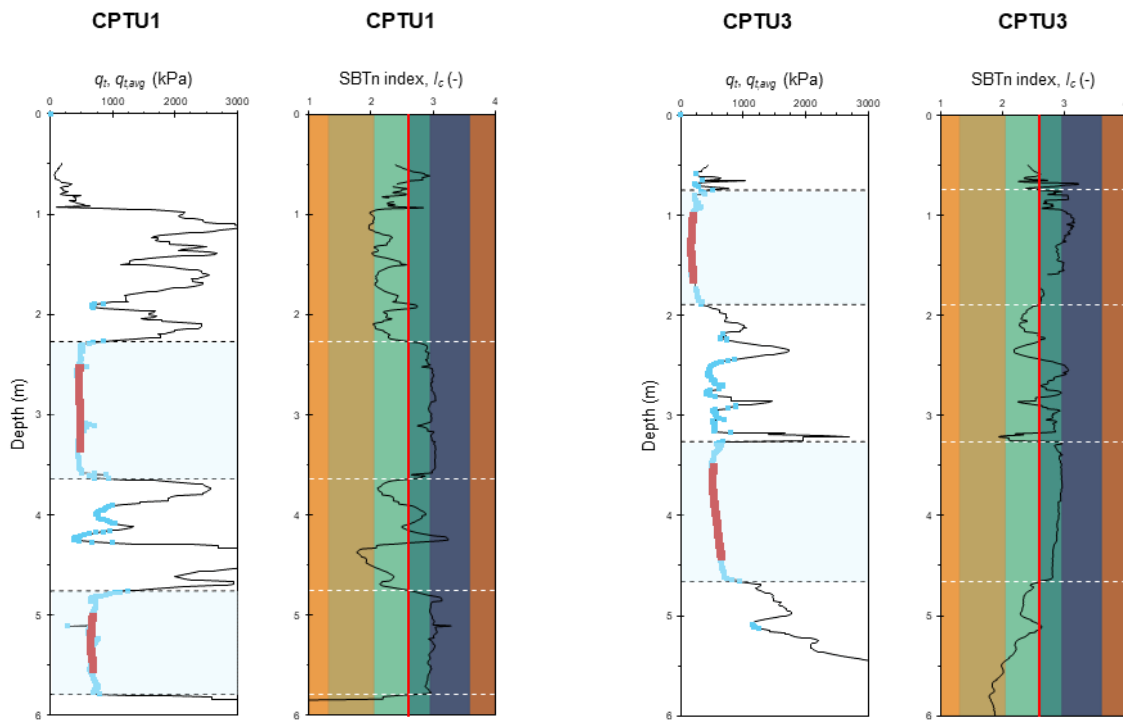 CPTU1
CPTU1
CPTU3
CPTU3
qt, qt,avg (kPa)
SBTn index, Ic (-)
qt, qt,avg (kPa)
SBTn index, Ic (-)
0 1000 2000 3000
1 2 3 4
0 1000 2000 3000
1 2 3
0
0
0
0
1
1
1
1
2
2
2
2
Depth (m)
3
3
Depth (m)
3
3
4
4
4
4
5
5
5
5
6
6
6
6